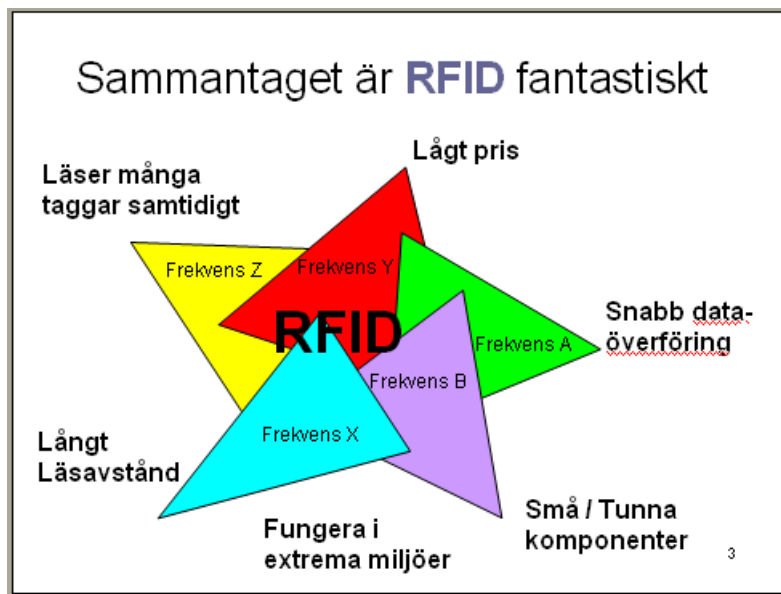 Sammantaget är RFID fantastiskt
Lågt pris
Läser många
taggar samtidigt
Frekvens Z
Frekvens Y
RFID
Snabb data-
överföring
Frekvens A
Frekvens B
Frekvens X
Långt
Läsavstånd
Fungera i
extrema miljöer
Små / Tunna
komponenter
3